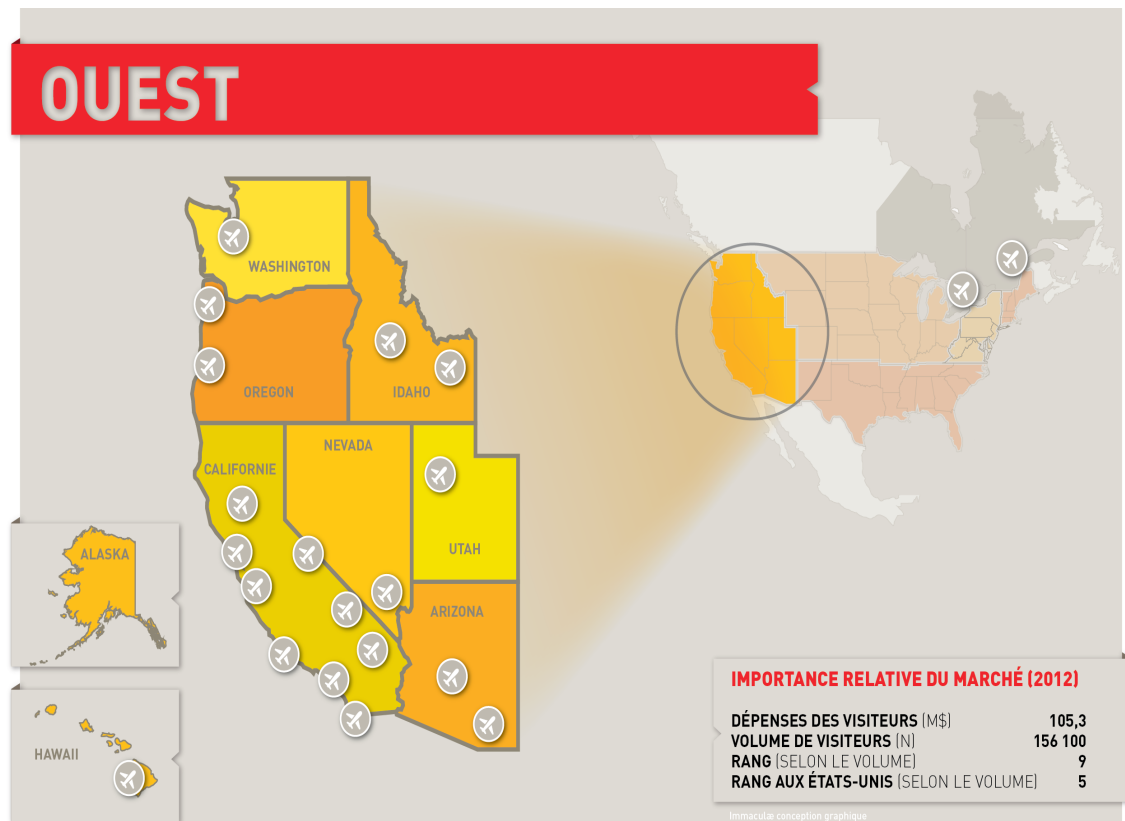 OUEST
WASHINGTON
OREGON
IDAHO
NEVADA
CALIFORNIE
UTAH
ALASKA
ARIZONA
HAWAII
IMPORTANCE RELATIVE DU MARCHÉ (2012)
DÉPENSES DES VISITEURS (M$) 105,3
VOLUME DE VISITEURS (N) 156 100
RANG (SELON LE VOLUME) 9
RANG AUX ÉTATS-UNIS (SELON LE VOLUME) 5
Immaculæ conception graphique